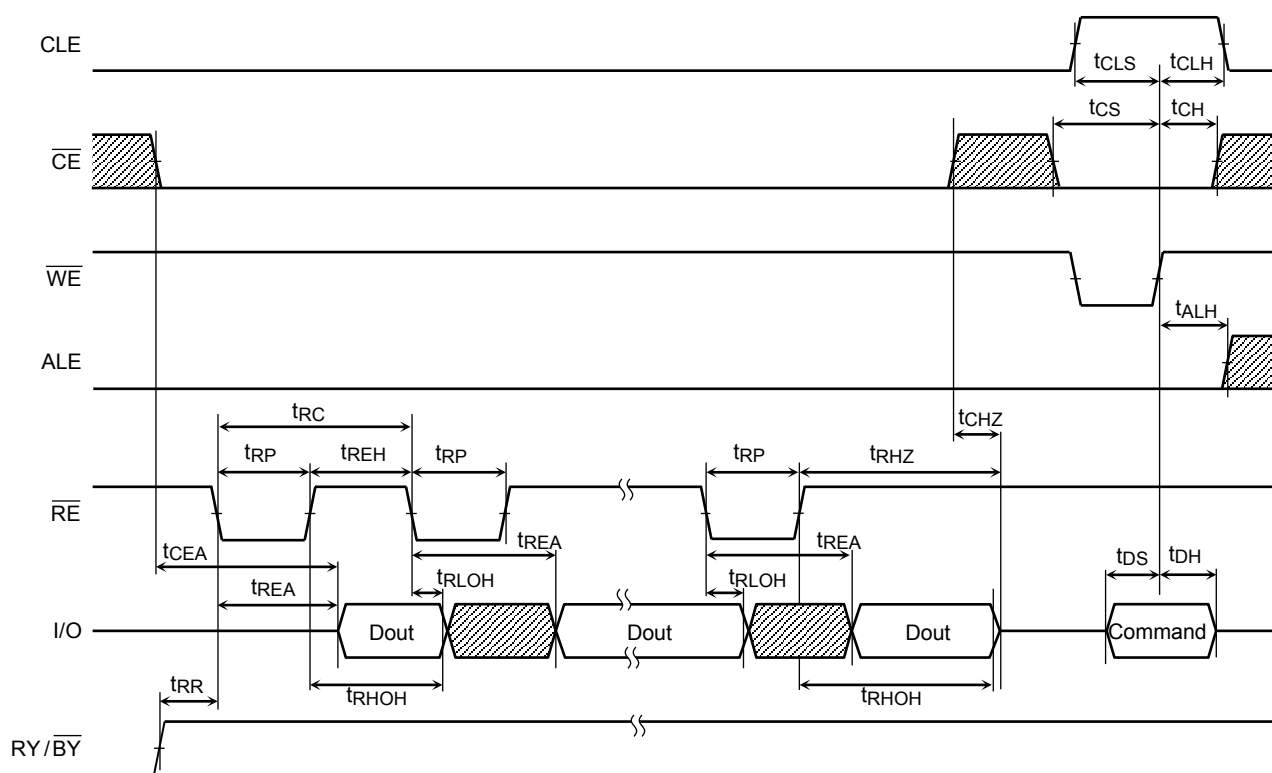 CLE
tCLS tCLH
tCS tCH
CE
WE
tALH
ALE
tRC
tCHZ
tRP tREH tRP tRP tRHZ
RE
tCEA tREA tREA
tDS tDH
tREA tRLOH tRLOH
I/O Dout Dout Dout Command
tRR tRHOH tRHOH
RY/BY